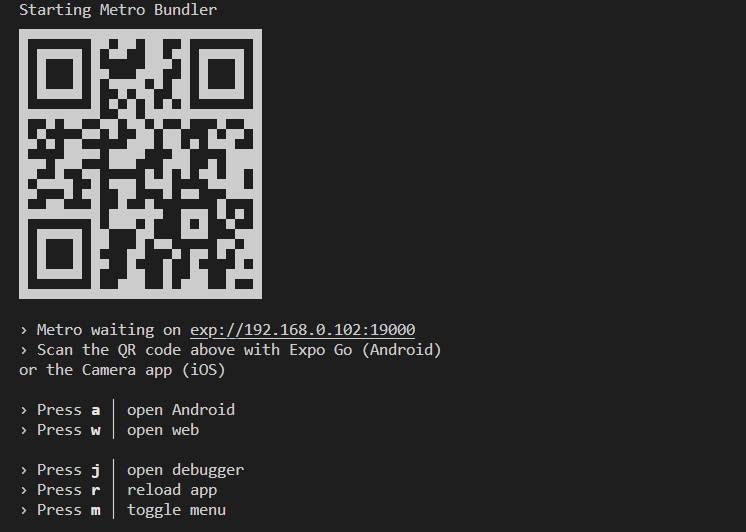 Starting Metro Bundler
› Metro waiting on exp://192.168.0.102:19000
› Scan the QR code above with Expo Go (Android)
or the Camera app (iOS)
› Press a │ open Android
› Press w │ open web
› Press j │ open debugger
› Press r │ reload app
› Press m │ toggle menu